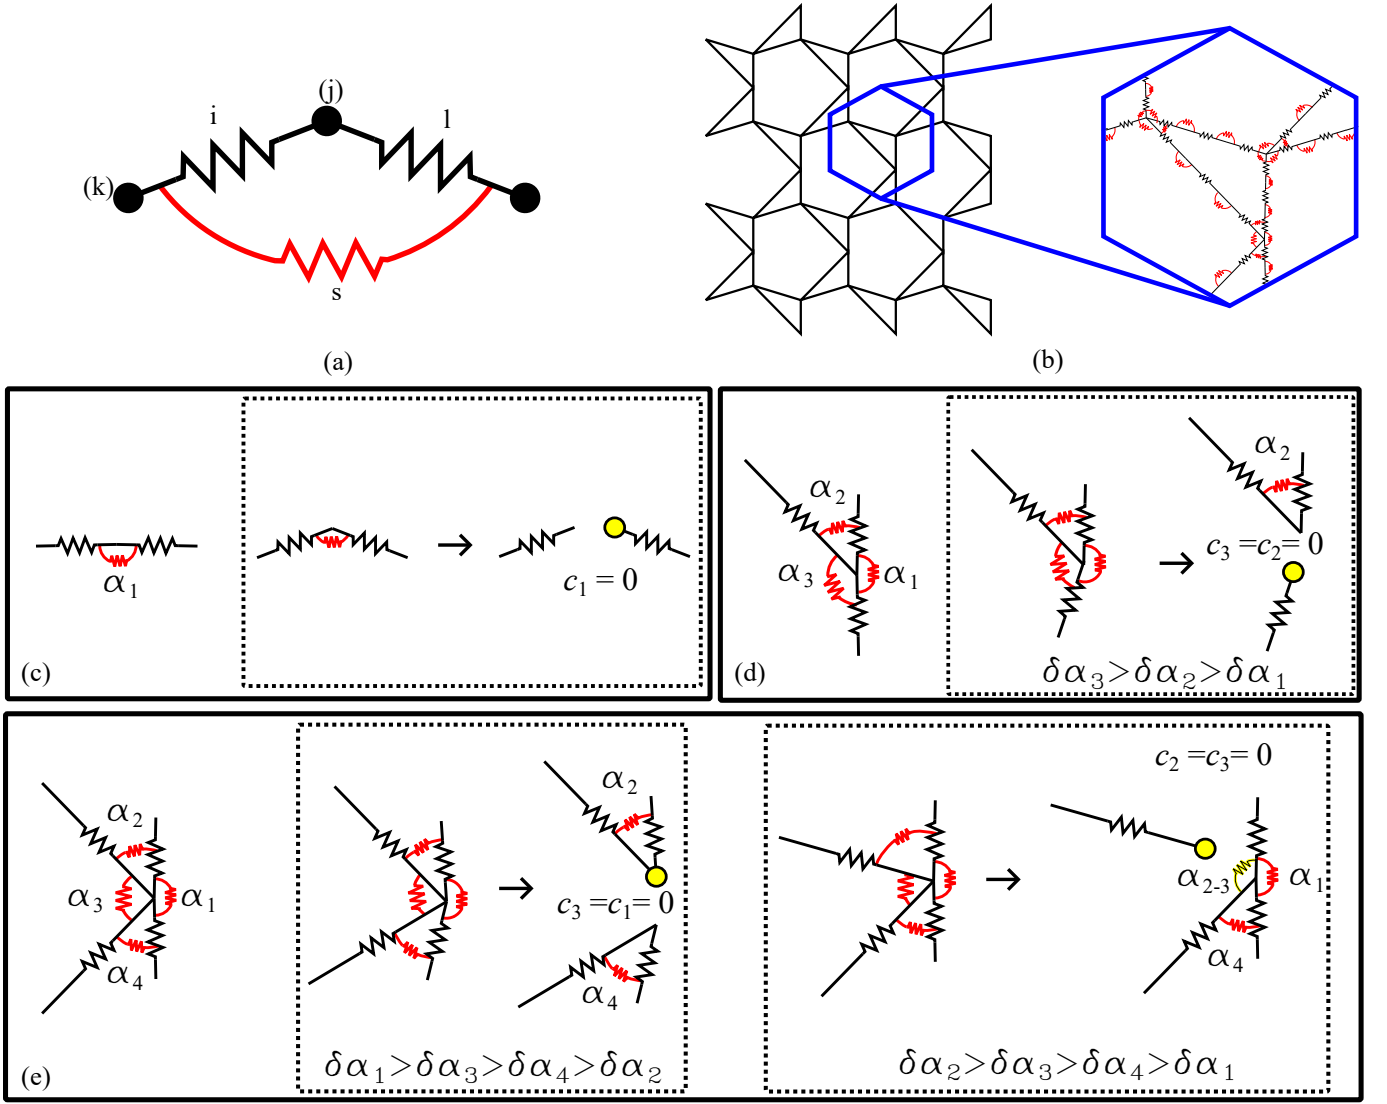 (j)
i
l
(k)
s
(a)
(b)
α1
c1 = 0
(c)
α2
α3
α1
α2
c3 =c2= 0
δα3>δα2>δα1
(d)
α2
α3
α1
α4
α2
c3 =c1= 0
α4
δα1>δα3>δα4>δα2
c2 =c3= 0
α2-3
α1
α4
δα2>δα3>δα4>δα1
(e)